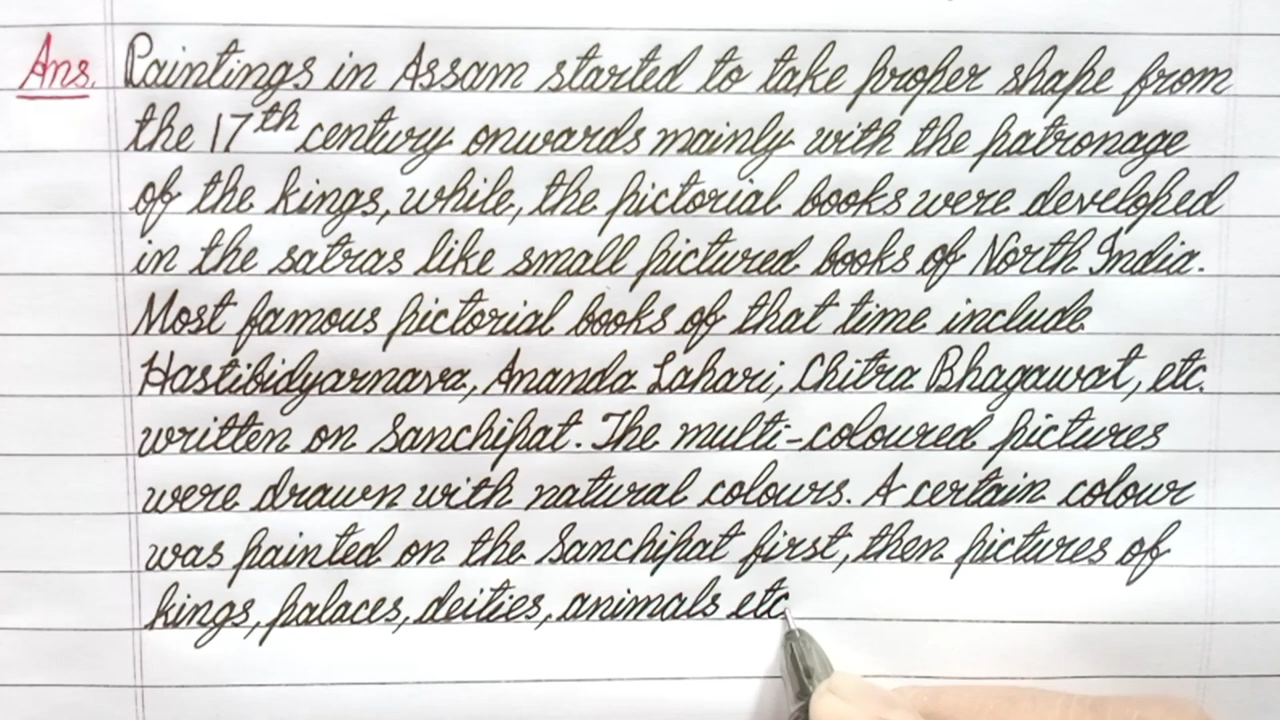 Ans. Paintings in Assam started to take proper shape from
the 17th century onwards mainly with the patronage
of the kings, while, the pictorial books were developed
in the satras like small pictured books of North India.
Most famous pictorial books of that time include
Hastibidyarnava, Ananda Lahari, Chitra Bhagawat, etc.
written on Sanchipat. The multi-coloured pictures
were drawn with natural colours. A certain colour
was painted on the Sanchipat first, then pictures of
kings, palaces, deities, animals etc